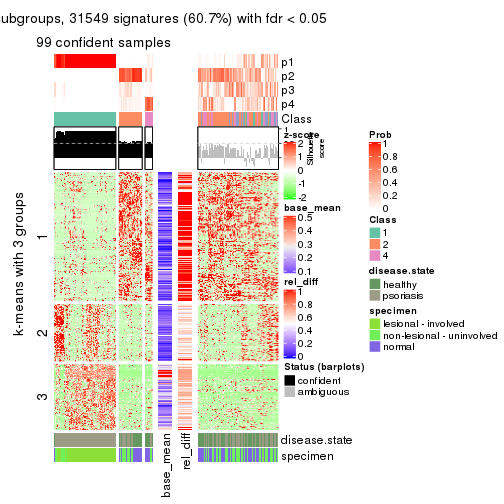 ubgroups, 31549 signatures (60.7%) with fdr < 0.05
99 confident samples
p1
p2
p3
p4
Class
1
Silhouette
score
k-means with 3 groups
1
2
3
base_mean
rel_diff
disease.state
specimen
z-score
2
1
0
-1
-2
base_mean
0.5
0.4
0.3
0.2
0.1
rel_diff
1
0.8
0.6
0.4
0.2
0
Status (barplots)
confident
ambiguous
Prob
1
0.8
0.6
0.4
0.2
0
Class
1
2
4
disease.state
healthy
psoriasis
specimen
lesional - involved
non-lesional - uninvolved
normal